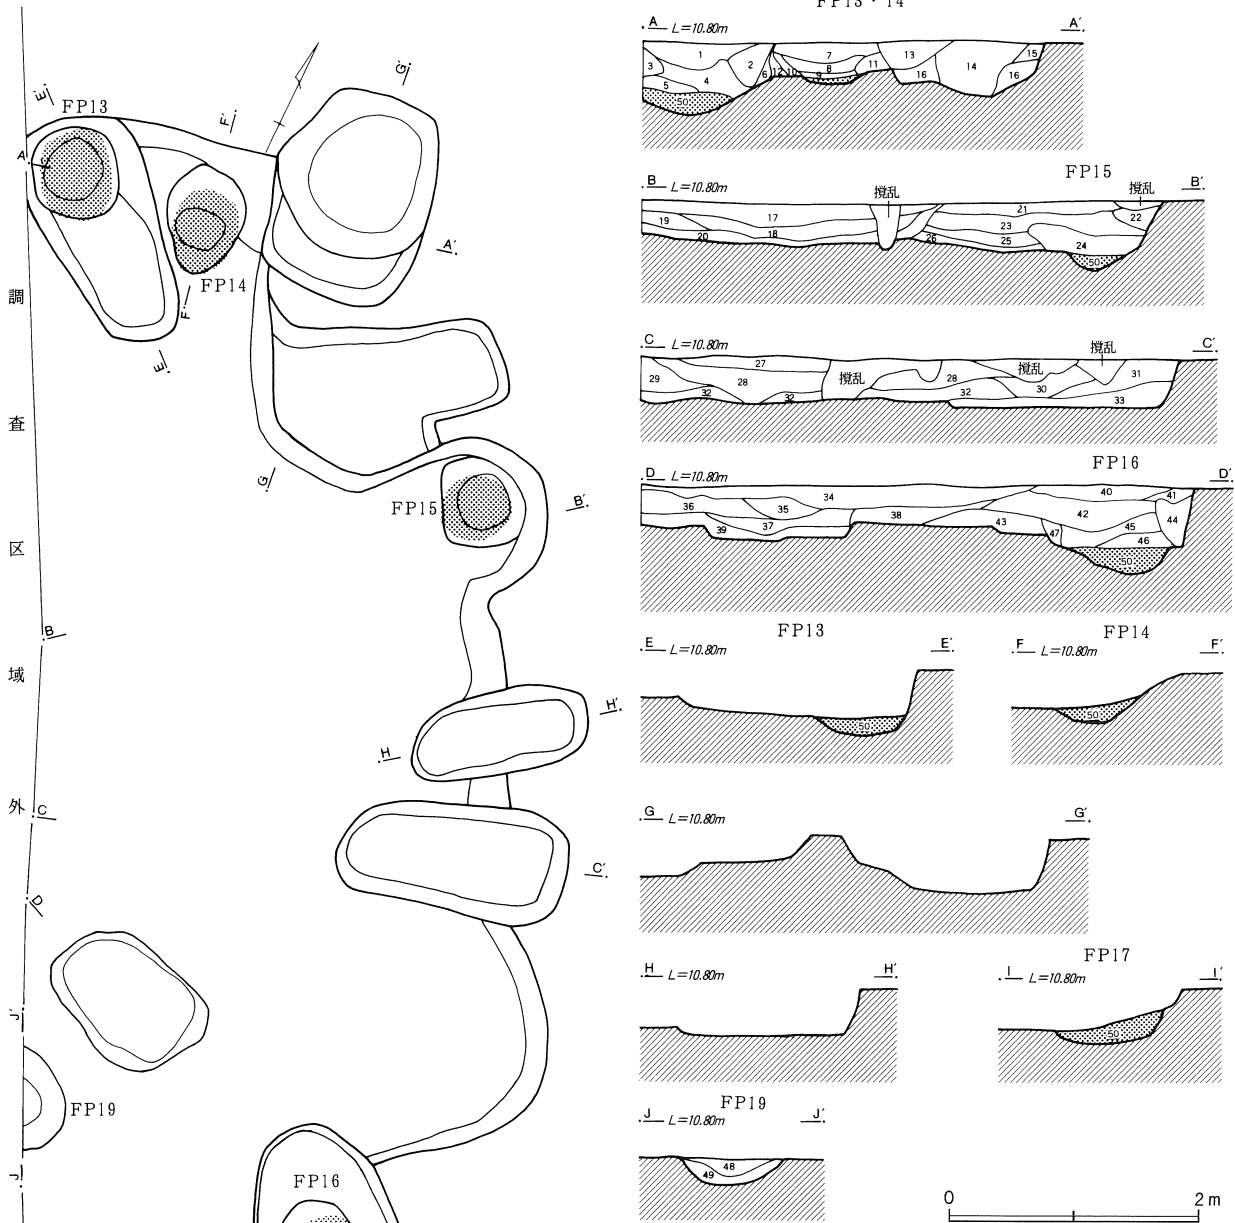 FP13・14
A L=10.80m A′
1 2 3 4 5 6 7 8 9 10 11 12 13 14 15 16 16 50
FP15
B L=10.80m 撹乱 撹乱 B′
17 18 19 20 21 22 23 24 25 26 50
C L=10.80m 撹乱 C′
27 28 29 32 32 撹乱 28 32 撹乱 30 31 33
FP16
D L=10.80m D′
34 35 36 37 38 39 40 41 42 43 44 45 46 47 50
FP13
E L=10.80m E′
50
FP14
F L=10.80m F′
50
G L=10.80m G′
H L=10.80m H′
FP17
I L=10.80m I′
50
FP19
J L=10.80m J′
48
49
0 2m
E′
FP13
F′
G′
A
A′
FP14
F
E
G
FP15
B′
B
H′
H
C
C′
D
J′
FP19
J
FP16
調査区域外